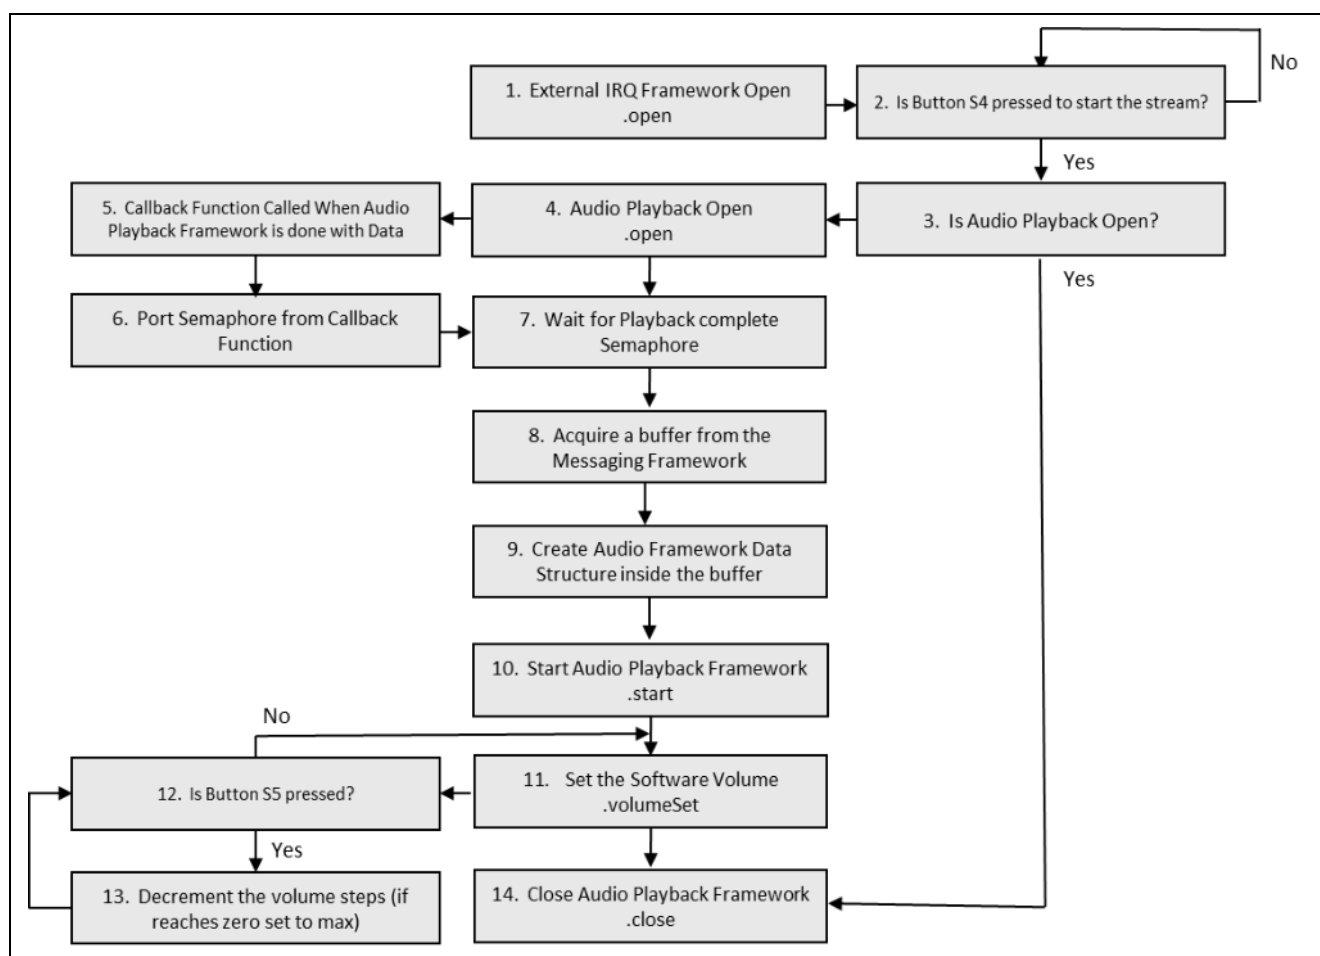 1. External IRQ Framework Open
.open
2. Is Button S4 pressed to start the stream?
No
Yes
3. Is Audio Playback Open?
Yes
4. Audio Playback Open
.open
5. Callback Function Called When Audio
Playback Framework is done with Data
6. Port Semaphore from Callback
Function
7. Wait for Playback complete
Semaphore
8. Acquire a buffer from the
Messaging Framework
9. Create Audio Framework Data
Structure inside the buffer
10. Start Audio Playback Framework
.start
11. Set the Software Volume
.volumeSet
12. Is Button S5 pressed?
No
Yes
13. Decrement the volume steps (if
reaches zero set to max)
14. Close Audio Playback Framework
.close